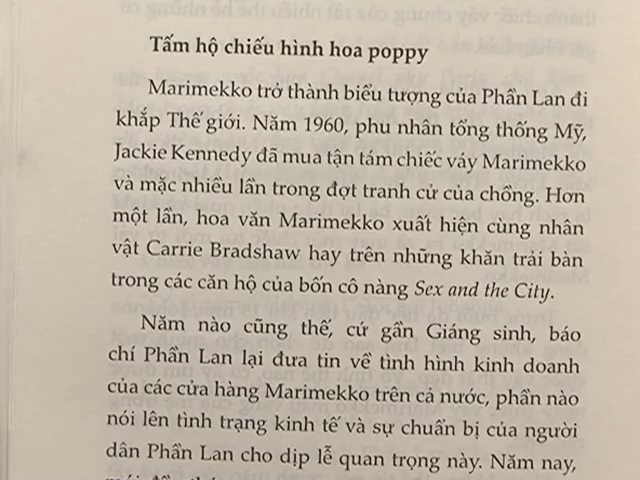 Tấm hộ chiếu hình hoa poppy
Marimekko trở thành biểu tượng của Phần Lan đi
khắp Thế giới. Năm 1960, phu nhân tổng thống Mỹ,
Jackie Kennedy đã mua tận tám chiếc váy Marimekko
và mặc nhiều lần trong đợt tranh cử của chồng. Hơn
một lần, hoa văn Marimekko xuất hiện cùng nhân
vật Carrie Bradshaw hay trên những khăn trải bàn
trong các căn hộ của bốn cô nàng Sex and the City.
Năm nào cũng thế, cứ gần Giáng sinh, báo
chí Phần Lan lại đưa tin về tình hình kinh doanh
của các cửa hàng Marimekko trên cả nước, phần nào
nói lên tình trạng kinh tế và sự chuẩn bị của người
dân Phần Lan cho dịp lễ quan trọng này. Năm nay,